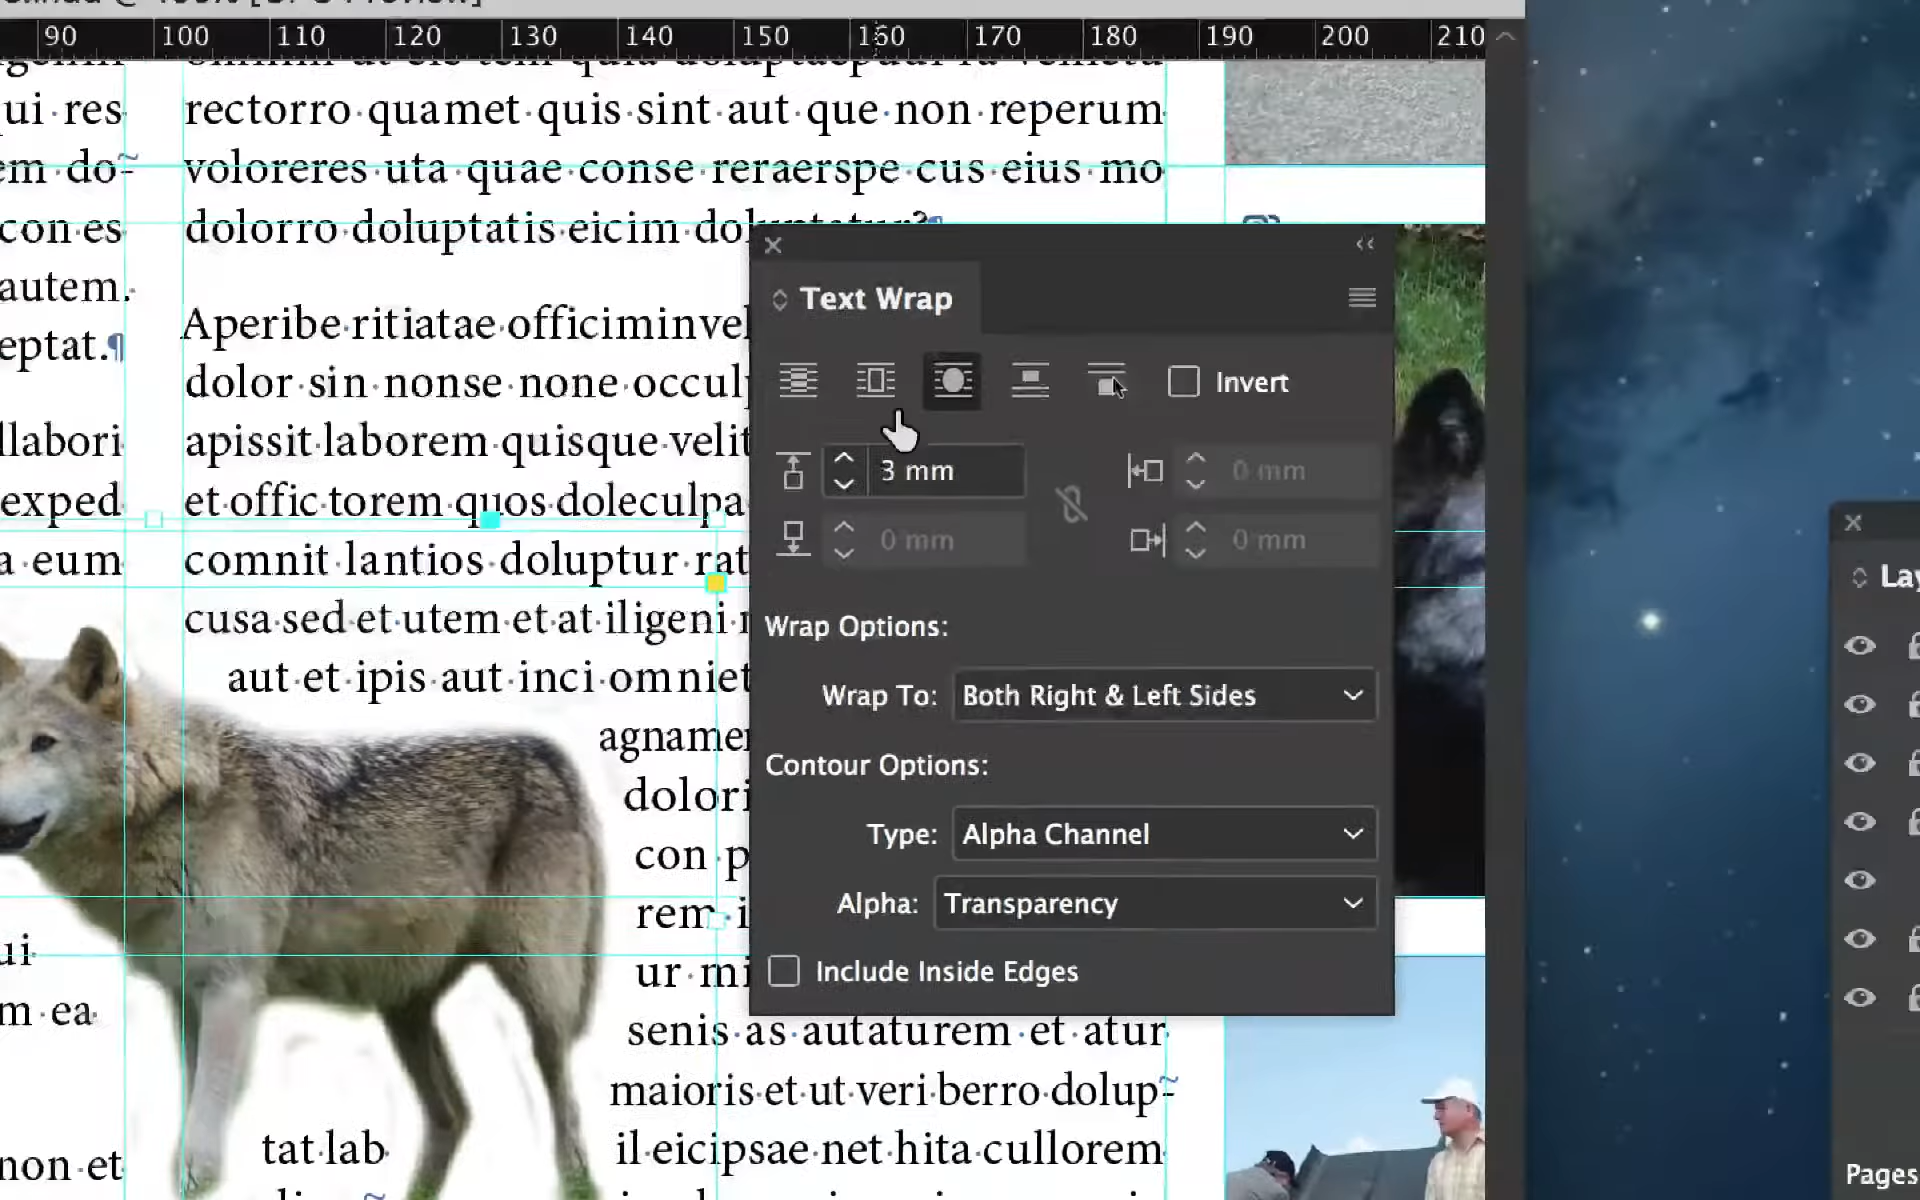 90 100 110 120 130 140 150 160 170 180 190 200 210
ui·res
rectorro·quamet·quis·sint·aut·que·non·reperum
em·do-
voloreres·uta·quae·conse·reraerspe·cus·eius·mo
con·es
dolorro·doluptatis·eicim·doluptatur?¶
autem.
Aperibe·ritiatae·officiminvel
eptat.¶
dolor·sin·nonse·none·occul
llabori
apissit·laborem·quisque·velit
exped
et·offic·torem·quos·doleculpa
a·eum
comnit·lantios·doluptur·rat
cusa·sed·et·utem·et·at·iligeni
aut·et·ipis·aut·inci·omniet
agnamer
dolori
con·p
rem·i
ui
ur·mi
m·ea
senis·as·autaturem·et·atur
maioris·et·ut·veri·berro·dolup-
non·et
tat·lab
il·eicipsae·net·hita·cullorem
Text Wrap
Invert
3 mm
0 mm
0 mm
0 mm
Wrap Options:
Wrap To: Both Right & Left Sides
Contour Options:
Type: Alpha Channel
Alpha: Transparency
Include Inside Edges
Lay
Pages